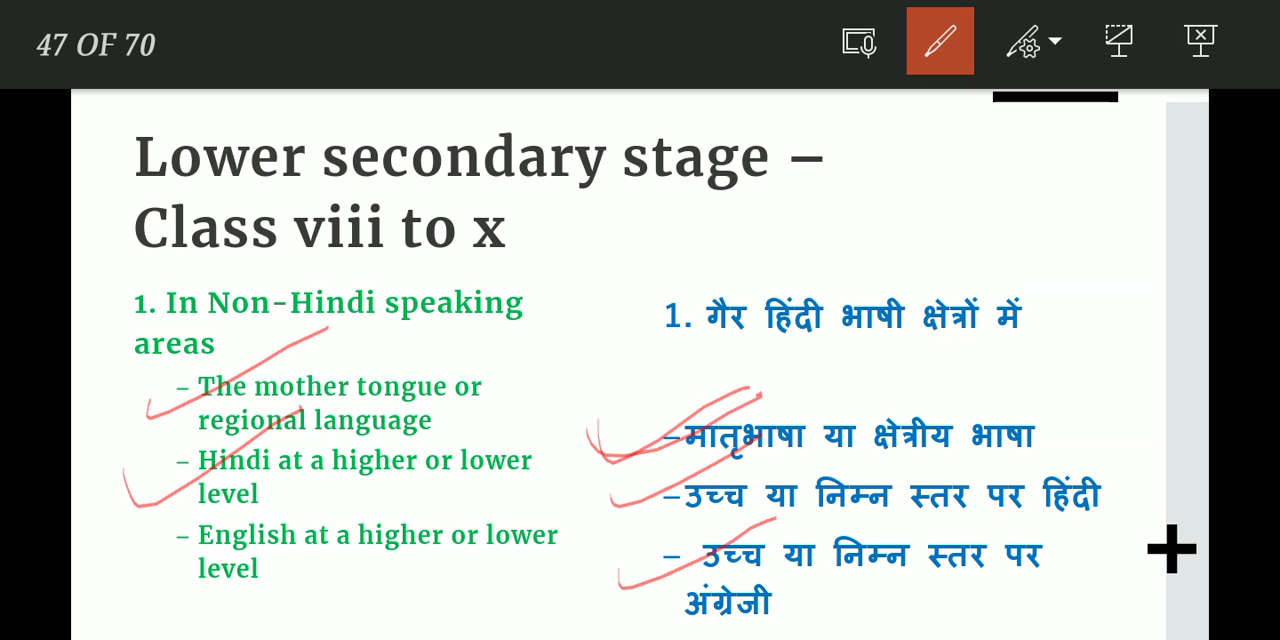 47 OF 70
Lower secondary stage –
Class viii to x
1. In Non-Hindi speaking
areas
– The mother tongue or
regional language
– Hindi at a higher or lower
level
– English at a higher or lower
level
1. गैर हिंदी भाषी क्षेत्रों में
–मातृभाषा या क्षेत्रीय भाषा
–उच्च या निम्न स्तर पर हिंदी
– उच्च या निम्न स्तर पर
अंग्रेजी